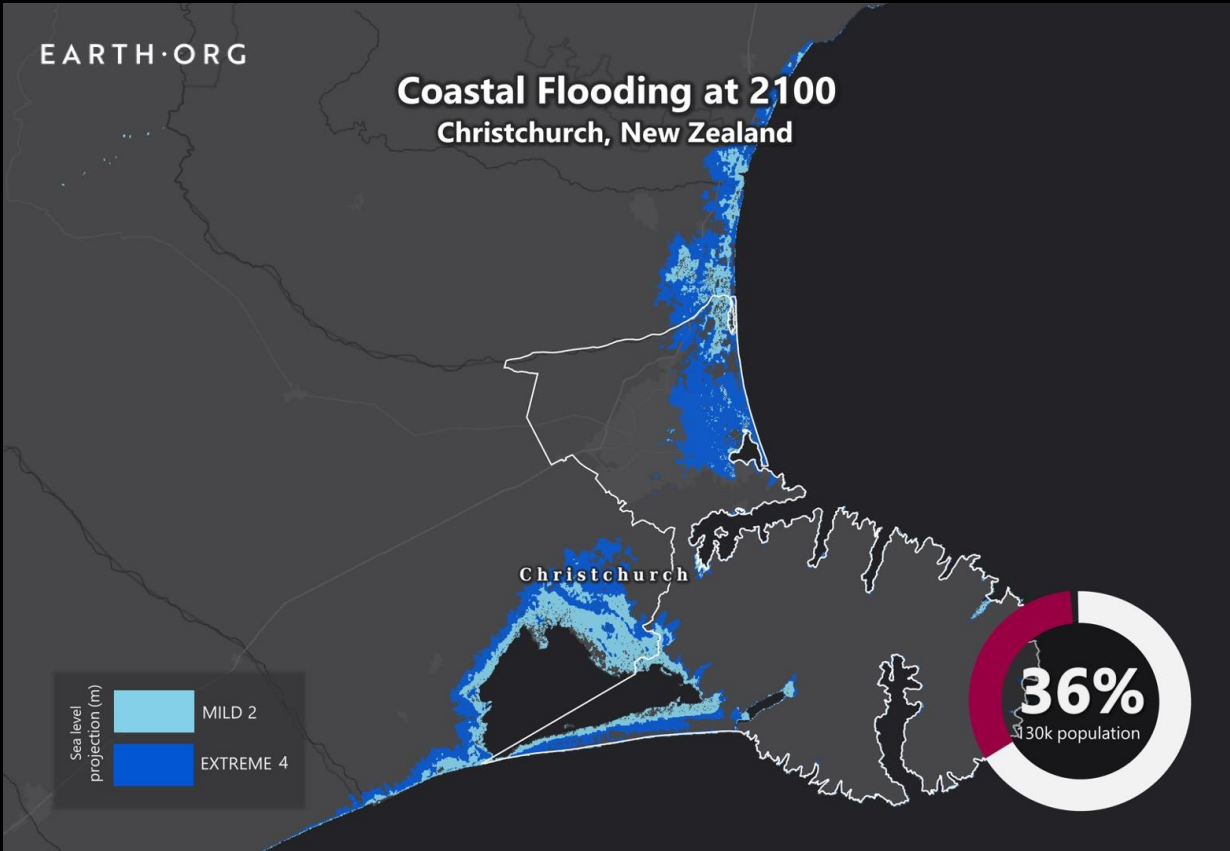 EARTH·ORG
Coastal Flooding at 2100
Christchurch, New Zealand
Christchurch
Sea level
projection (m)
MILD 2
EXTREME 4
36%
130k population